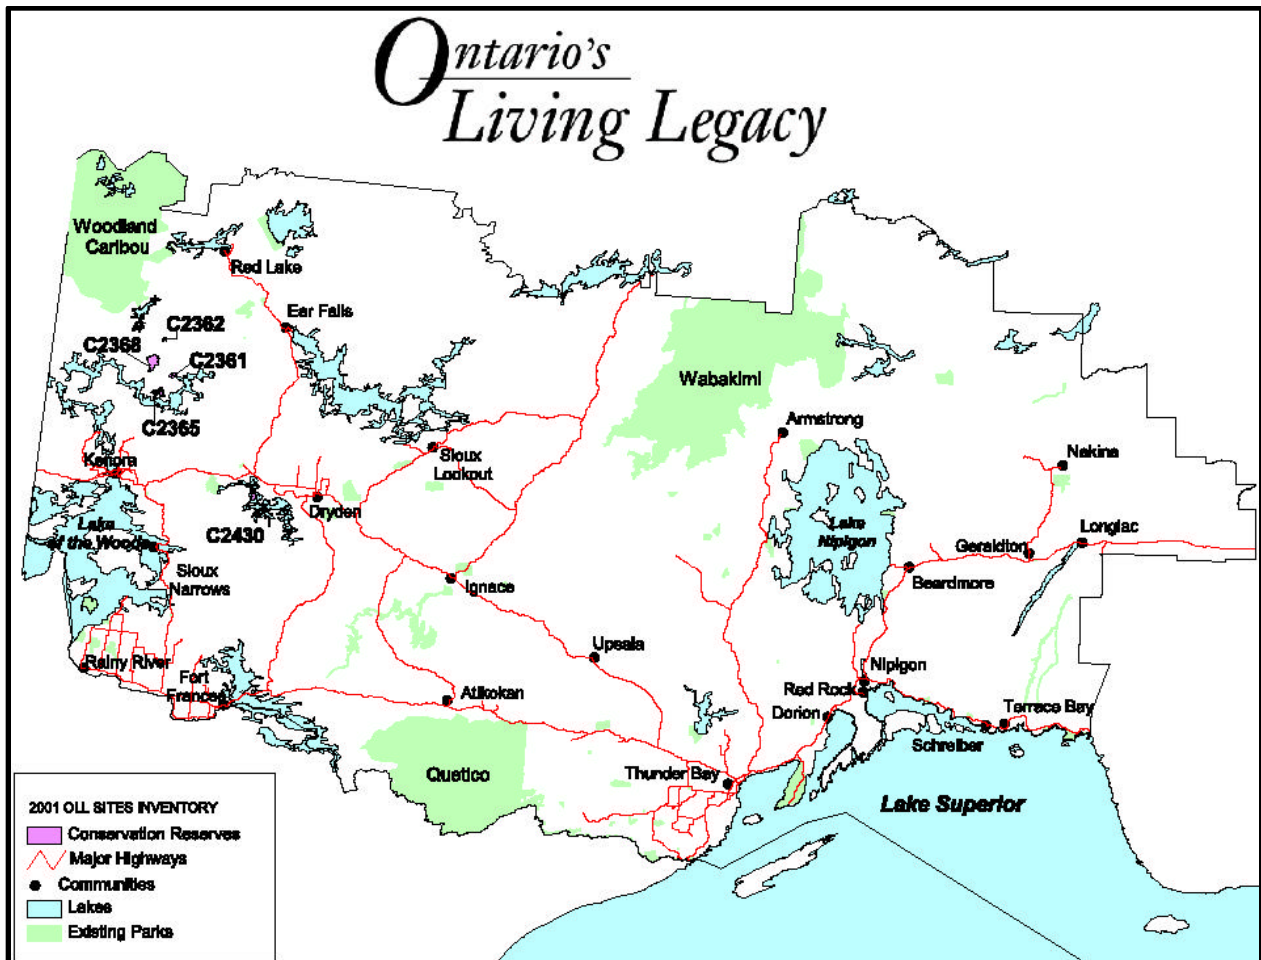 Ontario's
Living Legacy
Woodland
Caribou
Red Lake
Ear Falls
C2362
C2368
C2361
C2365
Wabakimi
Armstrong
Kenora
Sioux
Lookout
Nakina
Dryden
C2430
Lake
of the Woods
Lake
Nipigon
Longlac
Geraldton
Beardmore
Sioux
Narrows
Ignace
Upsala
Rainy River
Fort
Frances
Atikokan
Nipigon
Red Rock
Dorion
Terrace Bay
Schreiber
Quetico
Thunder Bay
Lake Superior
2001 OLL SITES INVENTORY
Conservation Reserves
Major Highways
Communities
Lakes
Existing Parks